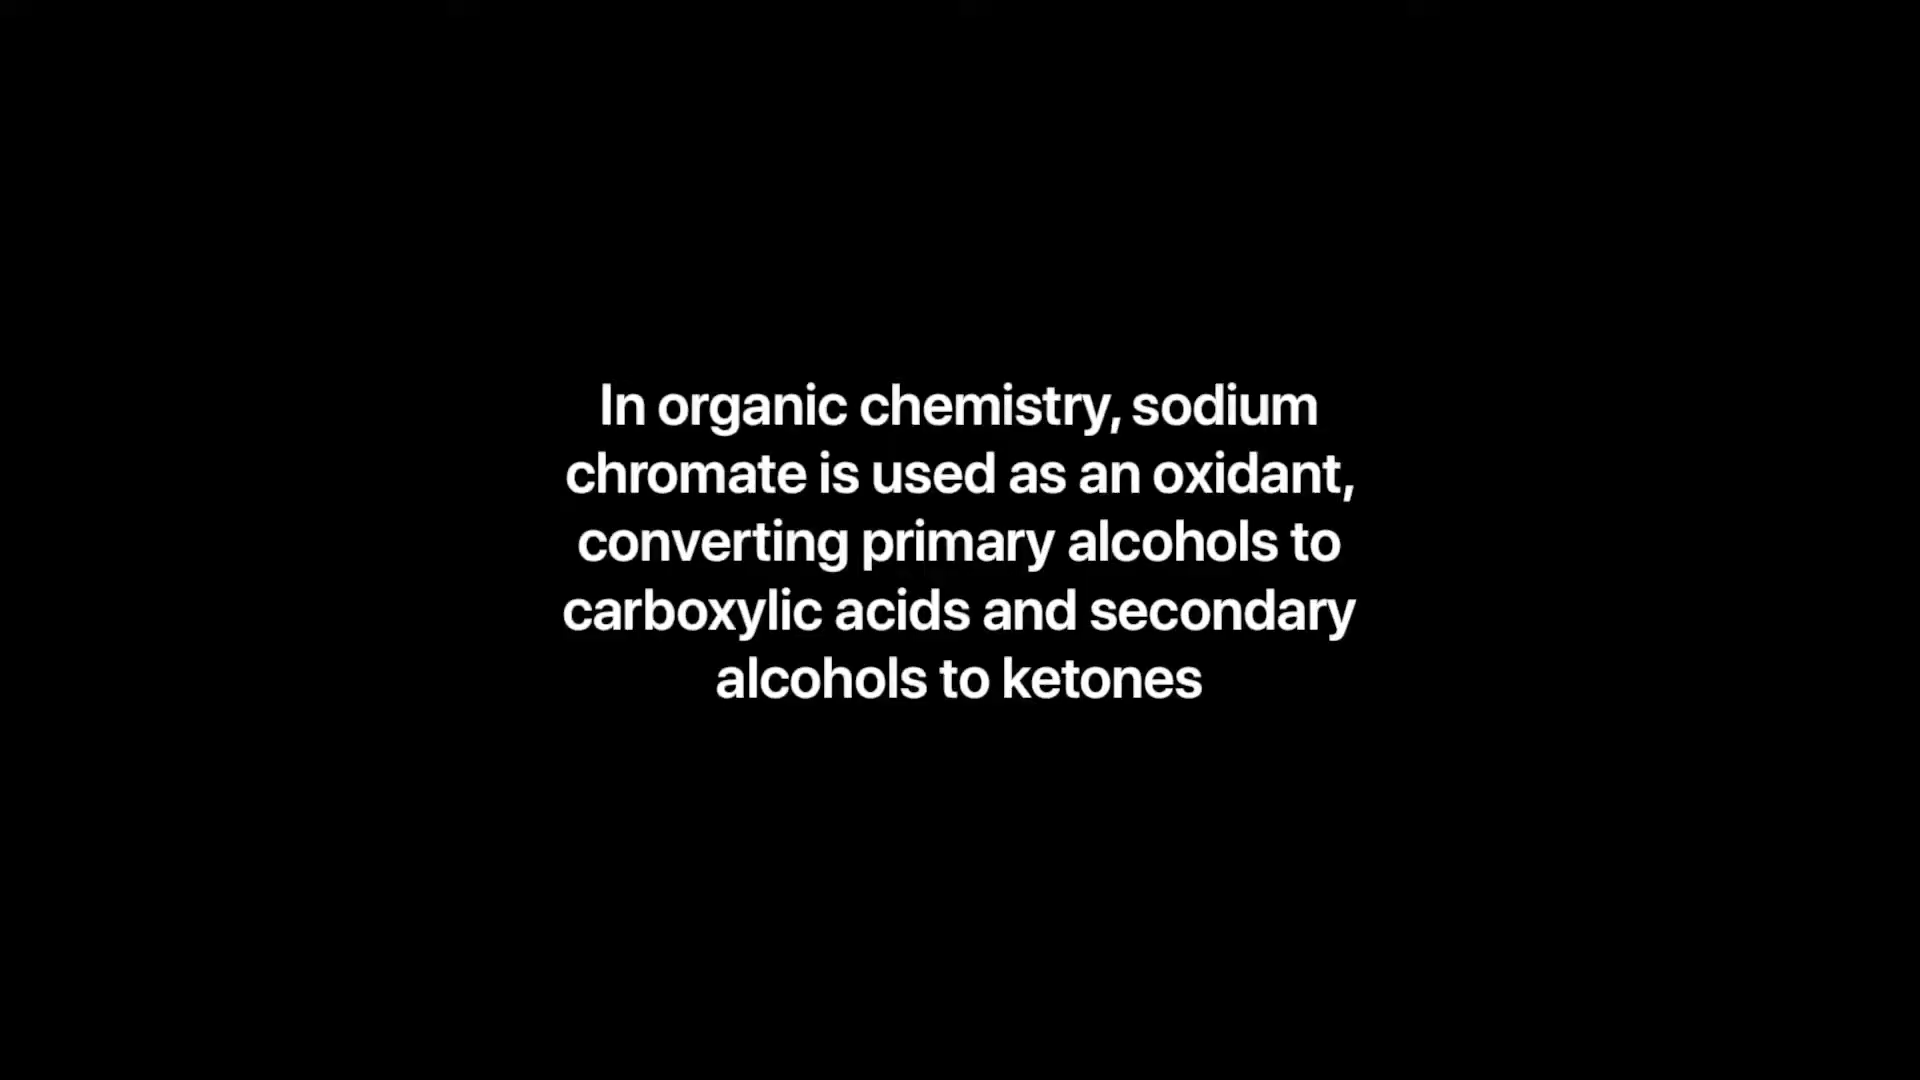 In organic chemistry, sodium
chromate is used as an oxidant,
converting primary alcohols to
carboxylic acids and secondary
alcohols to ketones